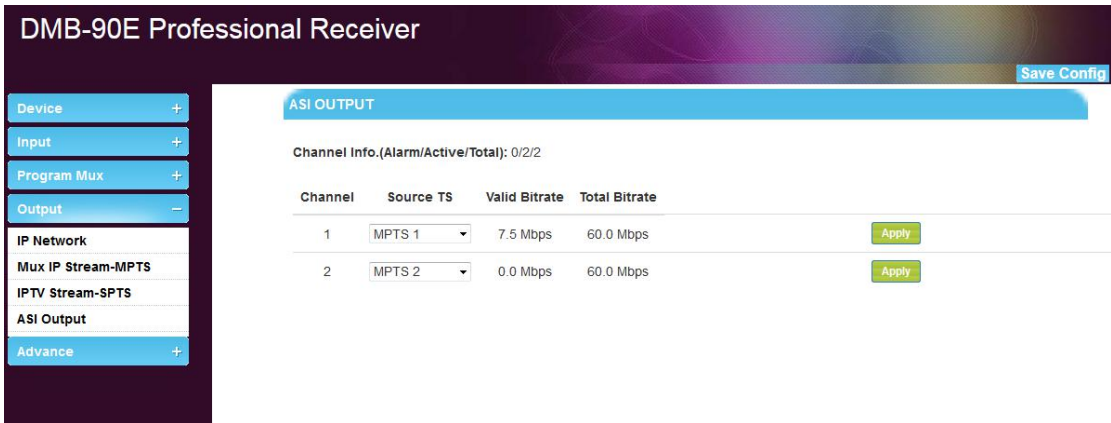 DMB-90E Professional Receiver
Save Config
Device +
Input +
Program Mux +
Output −
IP Network
Mux IP Stream-MPTS
IPTV Stream-SPTS
ASI Output
Advance +
ASI OUTPUT
Channel Info.(Alarm/Active/Total): 0/2/2
Channel Source TS Valid Bitrate Total Bitrate
1 MPTS 1 7.5 Mbps 60.0 Mbps Apply
2 MPTS 2 0.0 Mbps 60.0 Mbps Apply